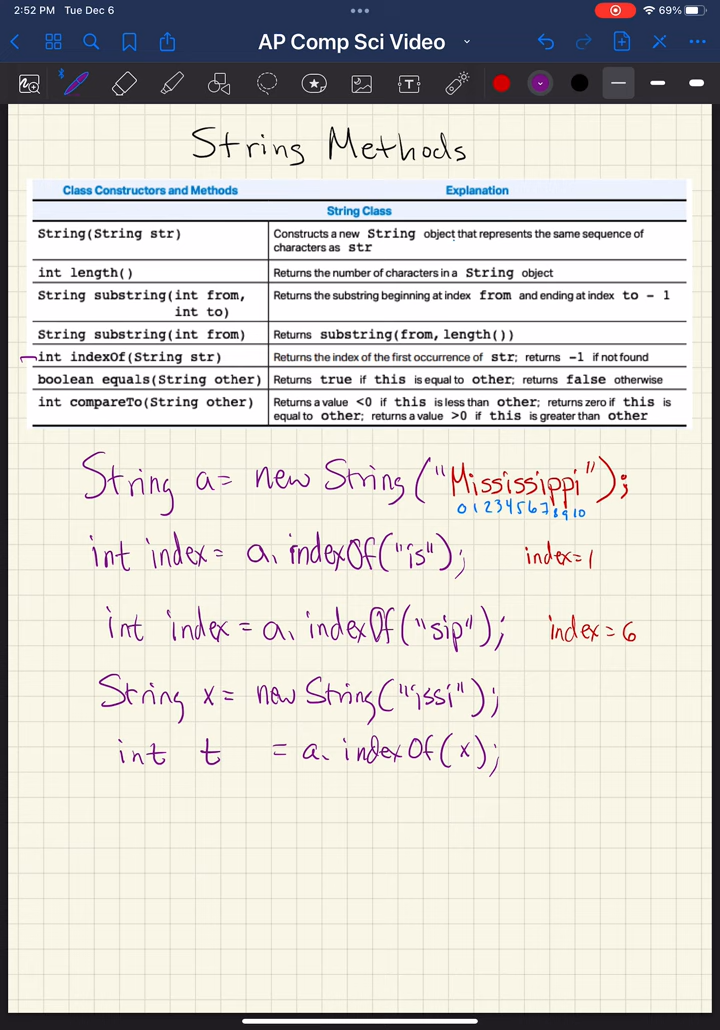 2:52 PM Tue Dec 6 69%
AP Comp Sci Video
String Methods
Class Constructors and Methods Explanation
String Class
String(String str) Constructs a new String object that represents the same sequence of
characters as str
int length() Returns the number of characters in a String object
String substring(int from, Returns the substring beginning at index from and ending at index to - 1
int to)
String substring(int from) Returns substring(from, length())
int indexOf(String str) Returns the index of the first occurrence of str; returns -1 if not found
boolean equals(String other) Returns true if this is equal to other; returns false otherwise
int compareTo(String other) Returns a value <0 if this is less than other; returns zero if this is
equal to other; returns a value >0 if this is greater than other
String a= new String("Mississippi");
0 1 2 3 4 5 6 7 8 9 10
int index= a.indexOf("is"); index=1
int index= a.indexOf("sip"); index=6
String x= new String("issi");
int t = a.indexOf(x);